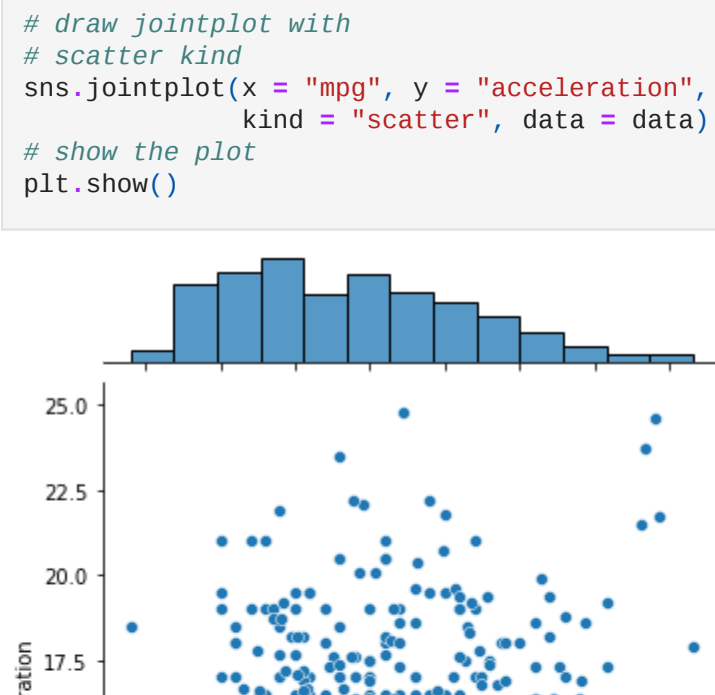 # draw jointplot with
# scatter kind
sns.jointplot(x = "mpg", y = "acceleration",
kind = "scatter", data = data)
# show the plot
plt.show()
25.0
22.5
20.0
17.5
ration